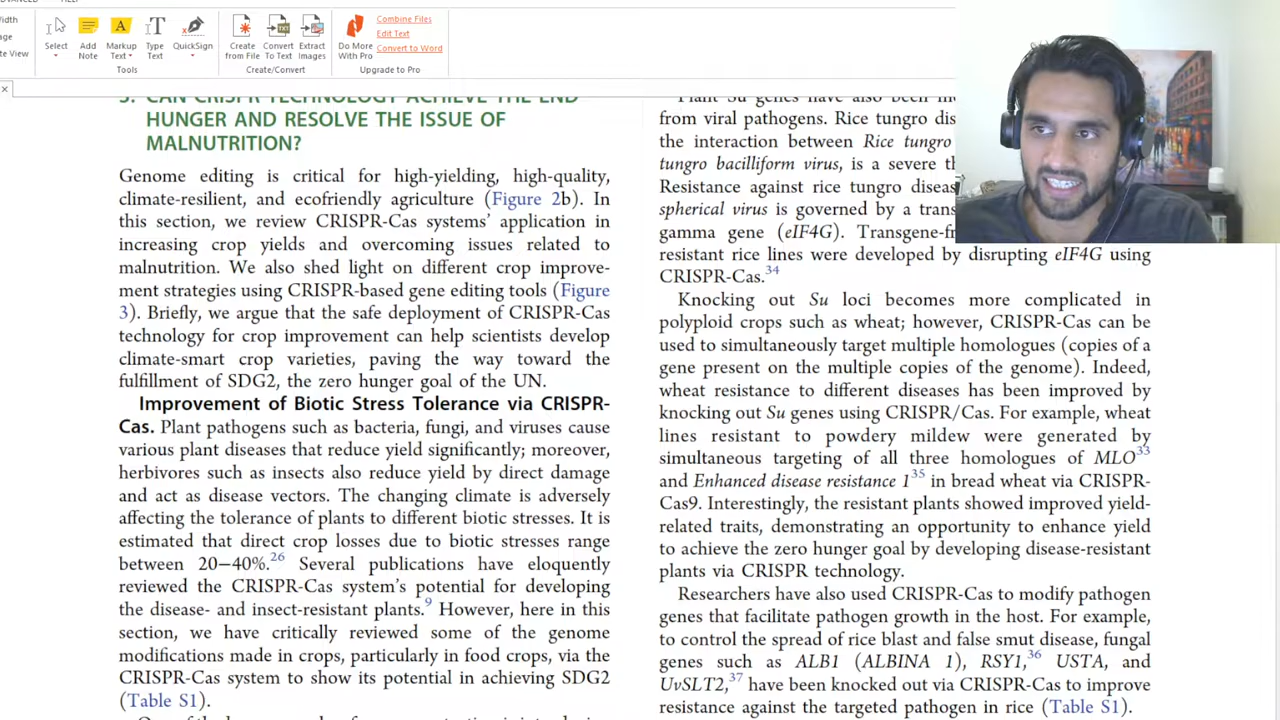 Width
age
te View
Select
Add
Note
Markup
Text
Type
Text
QuickSign
Tools
Create
from File
Convert
To Text
Extract
Images
Create/Convert
Do More
With Pro
Combine Files
Edit Text
Convert to Word
Upgrade to Pro
CAN CRISPR TECHNOLOGY ACHIEVE THE END
HUNGER AND RESOLVE THE ISSUE OF
MALNUTRITION?
Genome editing is critical for high-yielding, high-quality,
climate-resilient, and ecofriendly agriculture (Figure 2b). In
this section, we review CRISPR-Cas systems' application in
increasing crop yields and overcoming issues related to
malnutrition. We also shed light on different crop improve-
ment strategies using CRISPR-based gene editing tools (Figure
3). Briefly, we argue that the safe deployment of CRISPR-Cas
technology for crop improvement can help scientists develop
climate-smart crop varieties, paving the way toward the
fulfillment of SDG2, the zero hunger goal of the UN.
Improvement of Biotic Stress Tolerance via CRISPR-
Cas. Plant pathogens such as bacteria, fungi, and viruses cause
various plant diseases that reduce yield significantly; moreover,
herbivores such as insects also reduce yield by direct damage
and act as disease vectors. The changing climate is adversely
affecting the tolerance of plants to different biotic stresses. It is
estimated that direct crop losses due to biotic stresses range
between 20−40%.26 Several publications have eloquently
reviewed the CRISPR-Cas system's potential for developing
the disease- and insect-resistant plants.9 However, here in this
section, we have critically reviewed some of the genome
modifications made in crops, particularly in food crops, via the
CRISPR-Cas system to show its potential in achieving SDG2
(Table S1).
Plant Su genes have also been
from viral pathogens. Rice tungro dis
the interaction between Rice tungro
tungro bacilliform virus, is a severe th
Resistance against rice tungro diseas
spherical virus is governed by a trans
gamma gene (eIF4G). Transgene-fr
resistant rice lines were developed by disrupting eIF4G using
CRISPR-Cas.34
Knocking out Su loci becomes more complicated in
polyploid crops such as wheat; however, CRISPR-Cas can be
used to simultaneously target multiple homologues (copies of a
gene present on the multiple copies of the genome). Indeed,
wheat resistance to different diseases has been improved by
knocking out Su genes using CRISPR/Cas. For example, wheat
lines resistant to powdery mildew were generated by
simultaneous targeting of all three homologues of MLO33
and Enhanced disease resistance 135 in bread wheat via CRISPR-
Cas9. Interestingly, the resistant plants showed improved yield-
related traits, demonstrating an opportunity to enhance yield
to achieve the zero hunger goal by developing disease-resistant
plants via CRISPR technology.
Researchers have also used CRISPR-Cas to modify pathogen
genes that facilitate pathogen growth in the host. For example,
to control the spread of rice blast and false smut disease, fungal
genes such as ALB1 (ALBINA 1), RSY1,36 USTA, and
UvSLT2,37 have been knocked out via CRISPR-Cas to improve
resistance against the targeted pathogen in rice (Table S1).